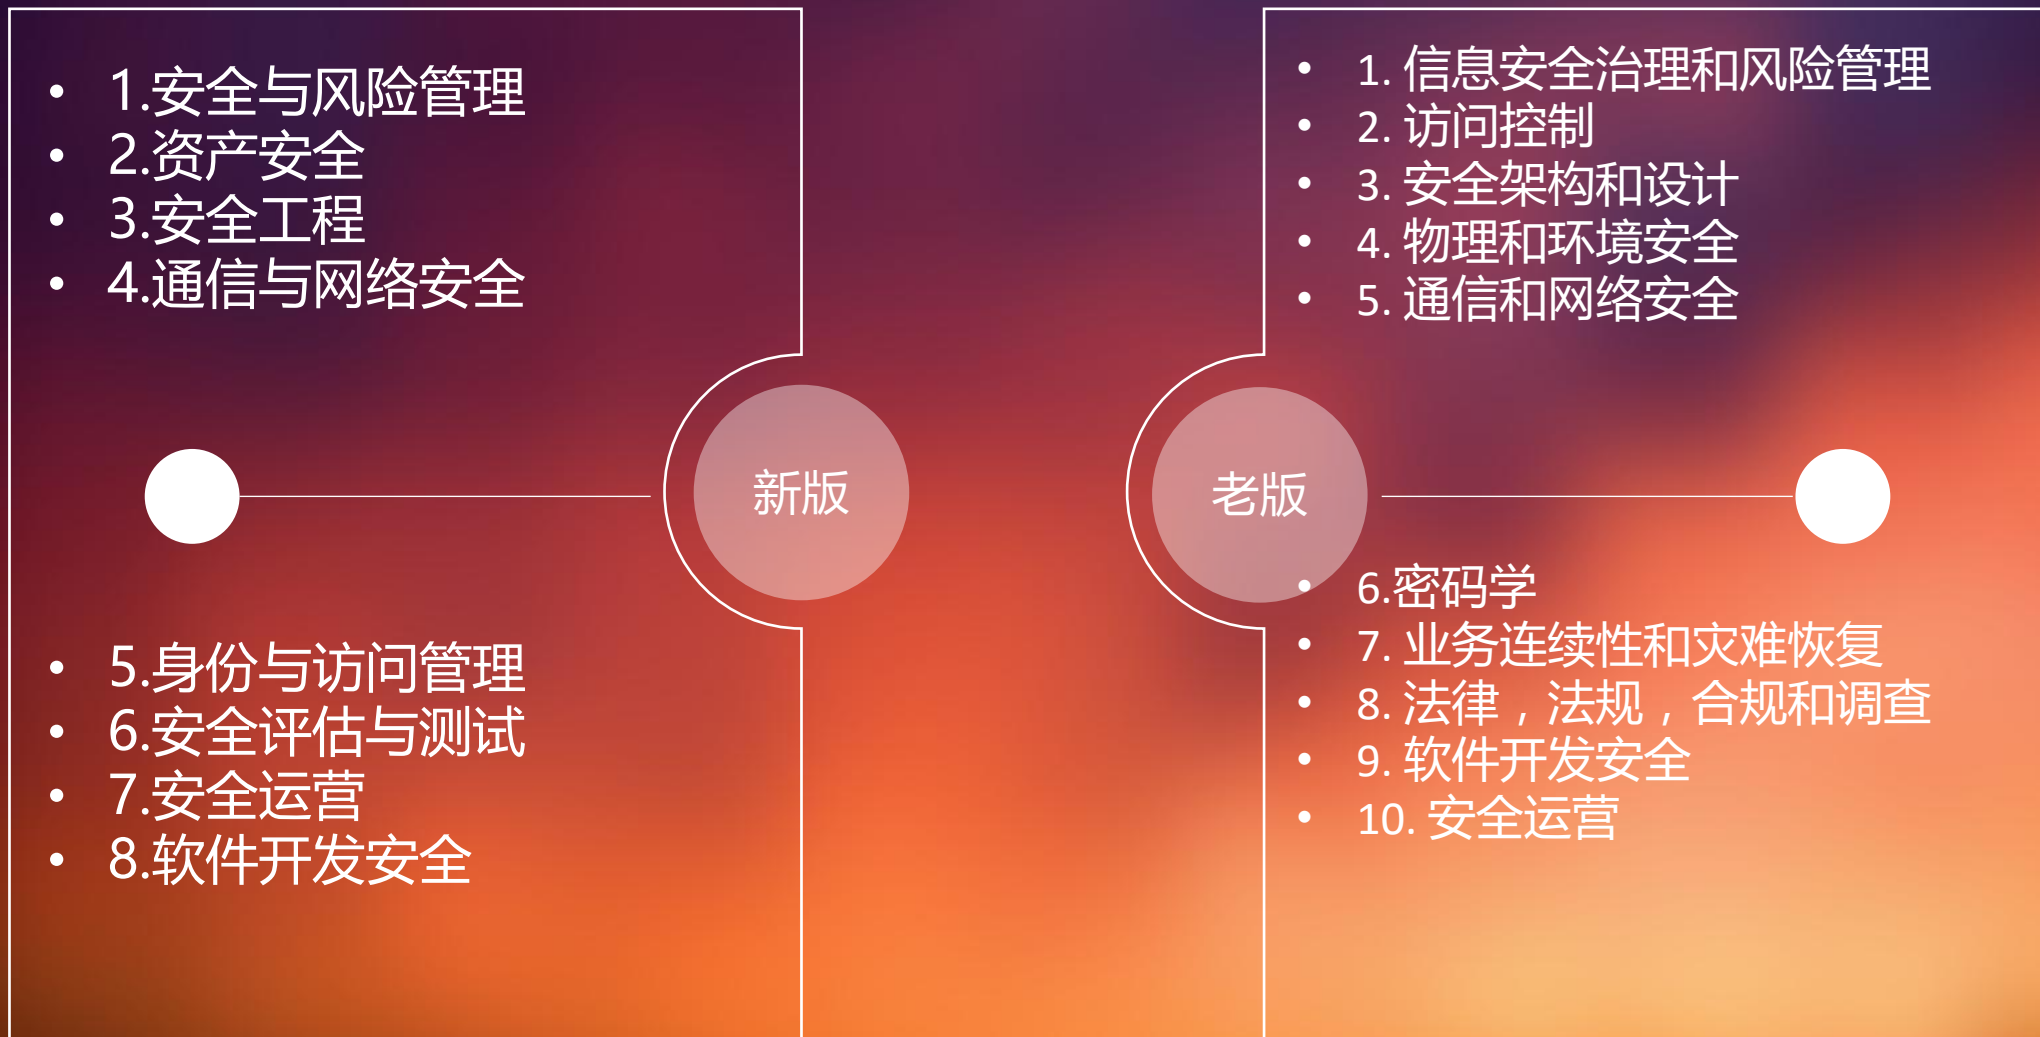 1.安全与风险管理
2.资产安全
3.安全工程
4.通信与网络安全
新版
5.身份与访问管理
6.安全评估与测试
7.安全运营
8.软件开发安全
1. 信息安全治理和风险管理
2. 访问控制
3. 安全架构和设计
4. 物理和环境安全
5. 通信和网络安全
老版
6.密码学
7. 业务连续性和灾难恢复
8. 法律，法规，合规和调查
9. 软件开发安全
10. 安全运营